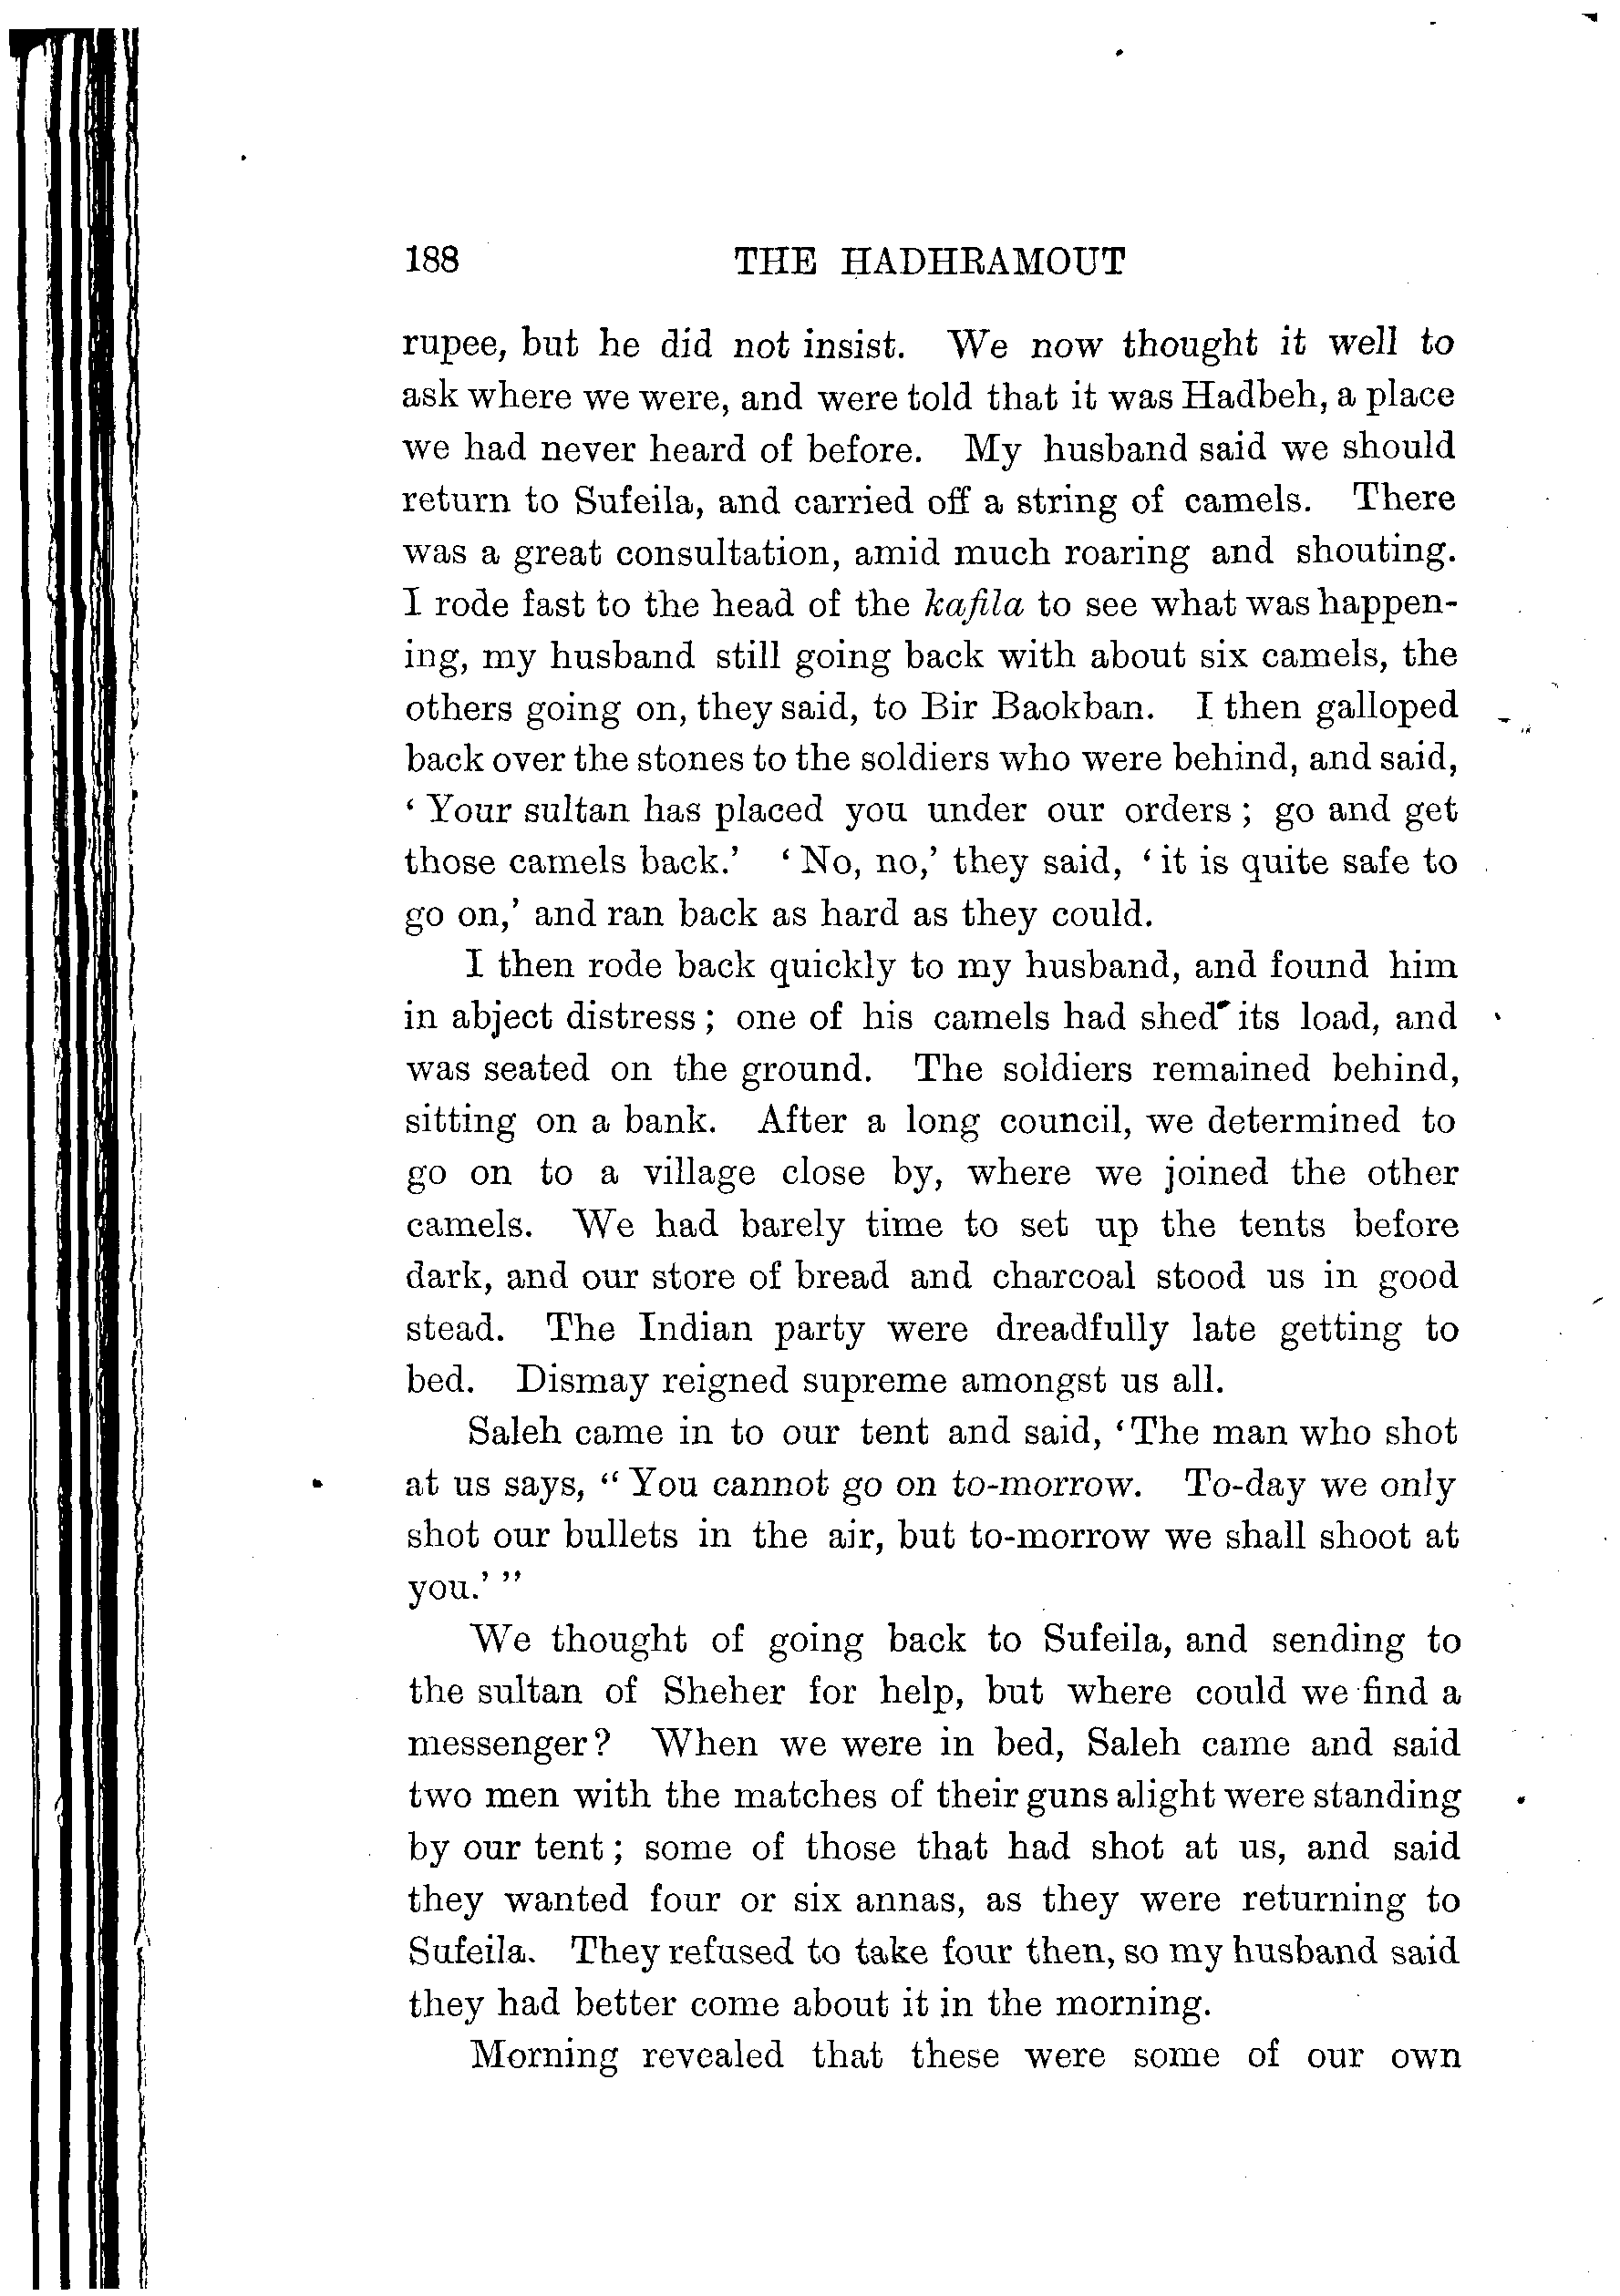 188 THE HADHRAMOUT
rupee, but he did not insist. We now thought it well to
ask where we were, and were told that it was Hadbeh, a place
we had never heard of before. My husband said we should
return to Sufeila, and carried off a string of camels. There
was a great consultation, amid much roaring and shouting.
I rode fast to the head of the kafila to see what was happen-
ing, my husband still going back with about six camels, the
others going on, they said, to Bir Baokban. I then galloped
back over the stones to the soldiers who were behind, and said,
‘ Your sultan has placed you under our orders ; go and get
those camels back.’ ‘ No, no,’ they said, ‘ it is quite safe to
go on,’ and ran back as hard as they could.
I then rode back quickly to my husband, and found him
in abject distress ; one of his camels had shed its load, and
was seated on the ground. The soldiers remained behind,
sitting on a bank. After a long council, we determined to
go on to a village close by, where we joined the other
camels. We had barely time to set up the tents before
dark, and our store of bread and charcoal stood us in good
stead. The Indian party were dreadfully late getting to
bed. Dismay reigned supreme amongst us all.
Saleh came in to our tent and said, ‘ The man who shot
at us says, “ You cannot go on to-morrow. To-day we only
shot our bullets in the air, but to-morrow we shall shoot at
you.’ ”
We thought of going back to Sufeila, and sending to
the sultan of Sheher for help, but where could we find a
messenger ? When we were in bed, Saleh came and said
two men with the matches of their guns alight were standing
by our tent ; some of those that had shot at us, and said
they wanted four or six annas, as they were returning to
Sufeila. They refused to take four then, so my husband said
they had better come about it in the morning.
Morning revealed that these were some of our own